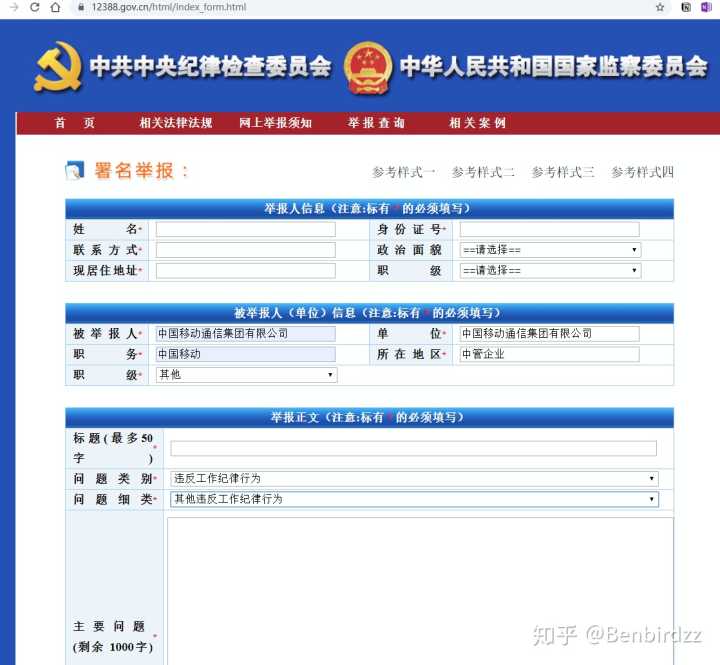 12388.gov.cn/html/index_form.html
中共中央纪律检查委员会 中华人民共和国国家监察委员会
首 页 相关法律法规 网上举报须知 举报查询 相关案例
署名举报： 参考样式一 参考样式二 参考样式三 参考样式四
举报人信息（注意:标有*的必须填写）
姓 名* 身份证号*
联系方式* 政治面貌 ==请选择==
现居住地址* 职 级 ==请选择==
被举报人（单位）信息（注意:标有*的必须填写）
被举报人* 中国移动通信集团有限公司 单 位* 中国移动通信集团有限公司
职 务* 中国移动 所在地区* 中管企业
职 级* 其他
举报正文（注意:标有*的必须填写）
标题(最多50
字 )*
问题类别* 违反工作纪律行为
问题细类* 其他违反工作纪律行为
主要问题
(剩余 1000字)*
知乎 @Benbirdzz